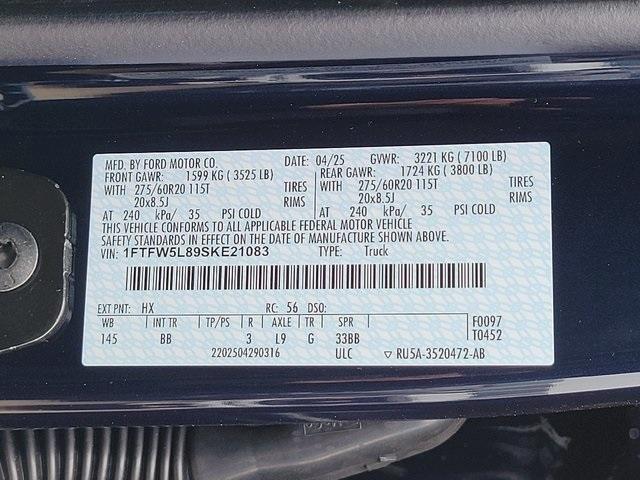 MFD. BY FORD MOTOR CO. DATE: 04/25 GVWR: 3221 KG ( 7100 LB)
FRONT GAWR: 1599 KG ( 3525 LB) REAR GAWR: 1724 KG ( 3800 LB)
WITH 275/60R20 115T TIRES WITH 275/60R20 115T TIRES
20x8.5J RIMS 20x8.5J RIMS
AT 240 kPa/ 35 PSI COLD AT 240 kPa/ 35 PSI COLD
THIS VEHICLE CONFORMS TO ALL APPLICABLE FEDERAL MOTOR VEHICLE
SAFETY STANDARDS IN EFFECT ON THE DATE OF MANUFACTURE SHOWN ABOVE.
VIN: 1FTFW5L89SKE21083 TYPE: Truck
EXT PNT: HX RC: 56 DSO:
WB INT TR TP/PS R AXLE TR SPR F0097
145 BB 3 L9 G 33BB T0452
2202504290316 ULC ▽ RU5A-3520472-AB